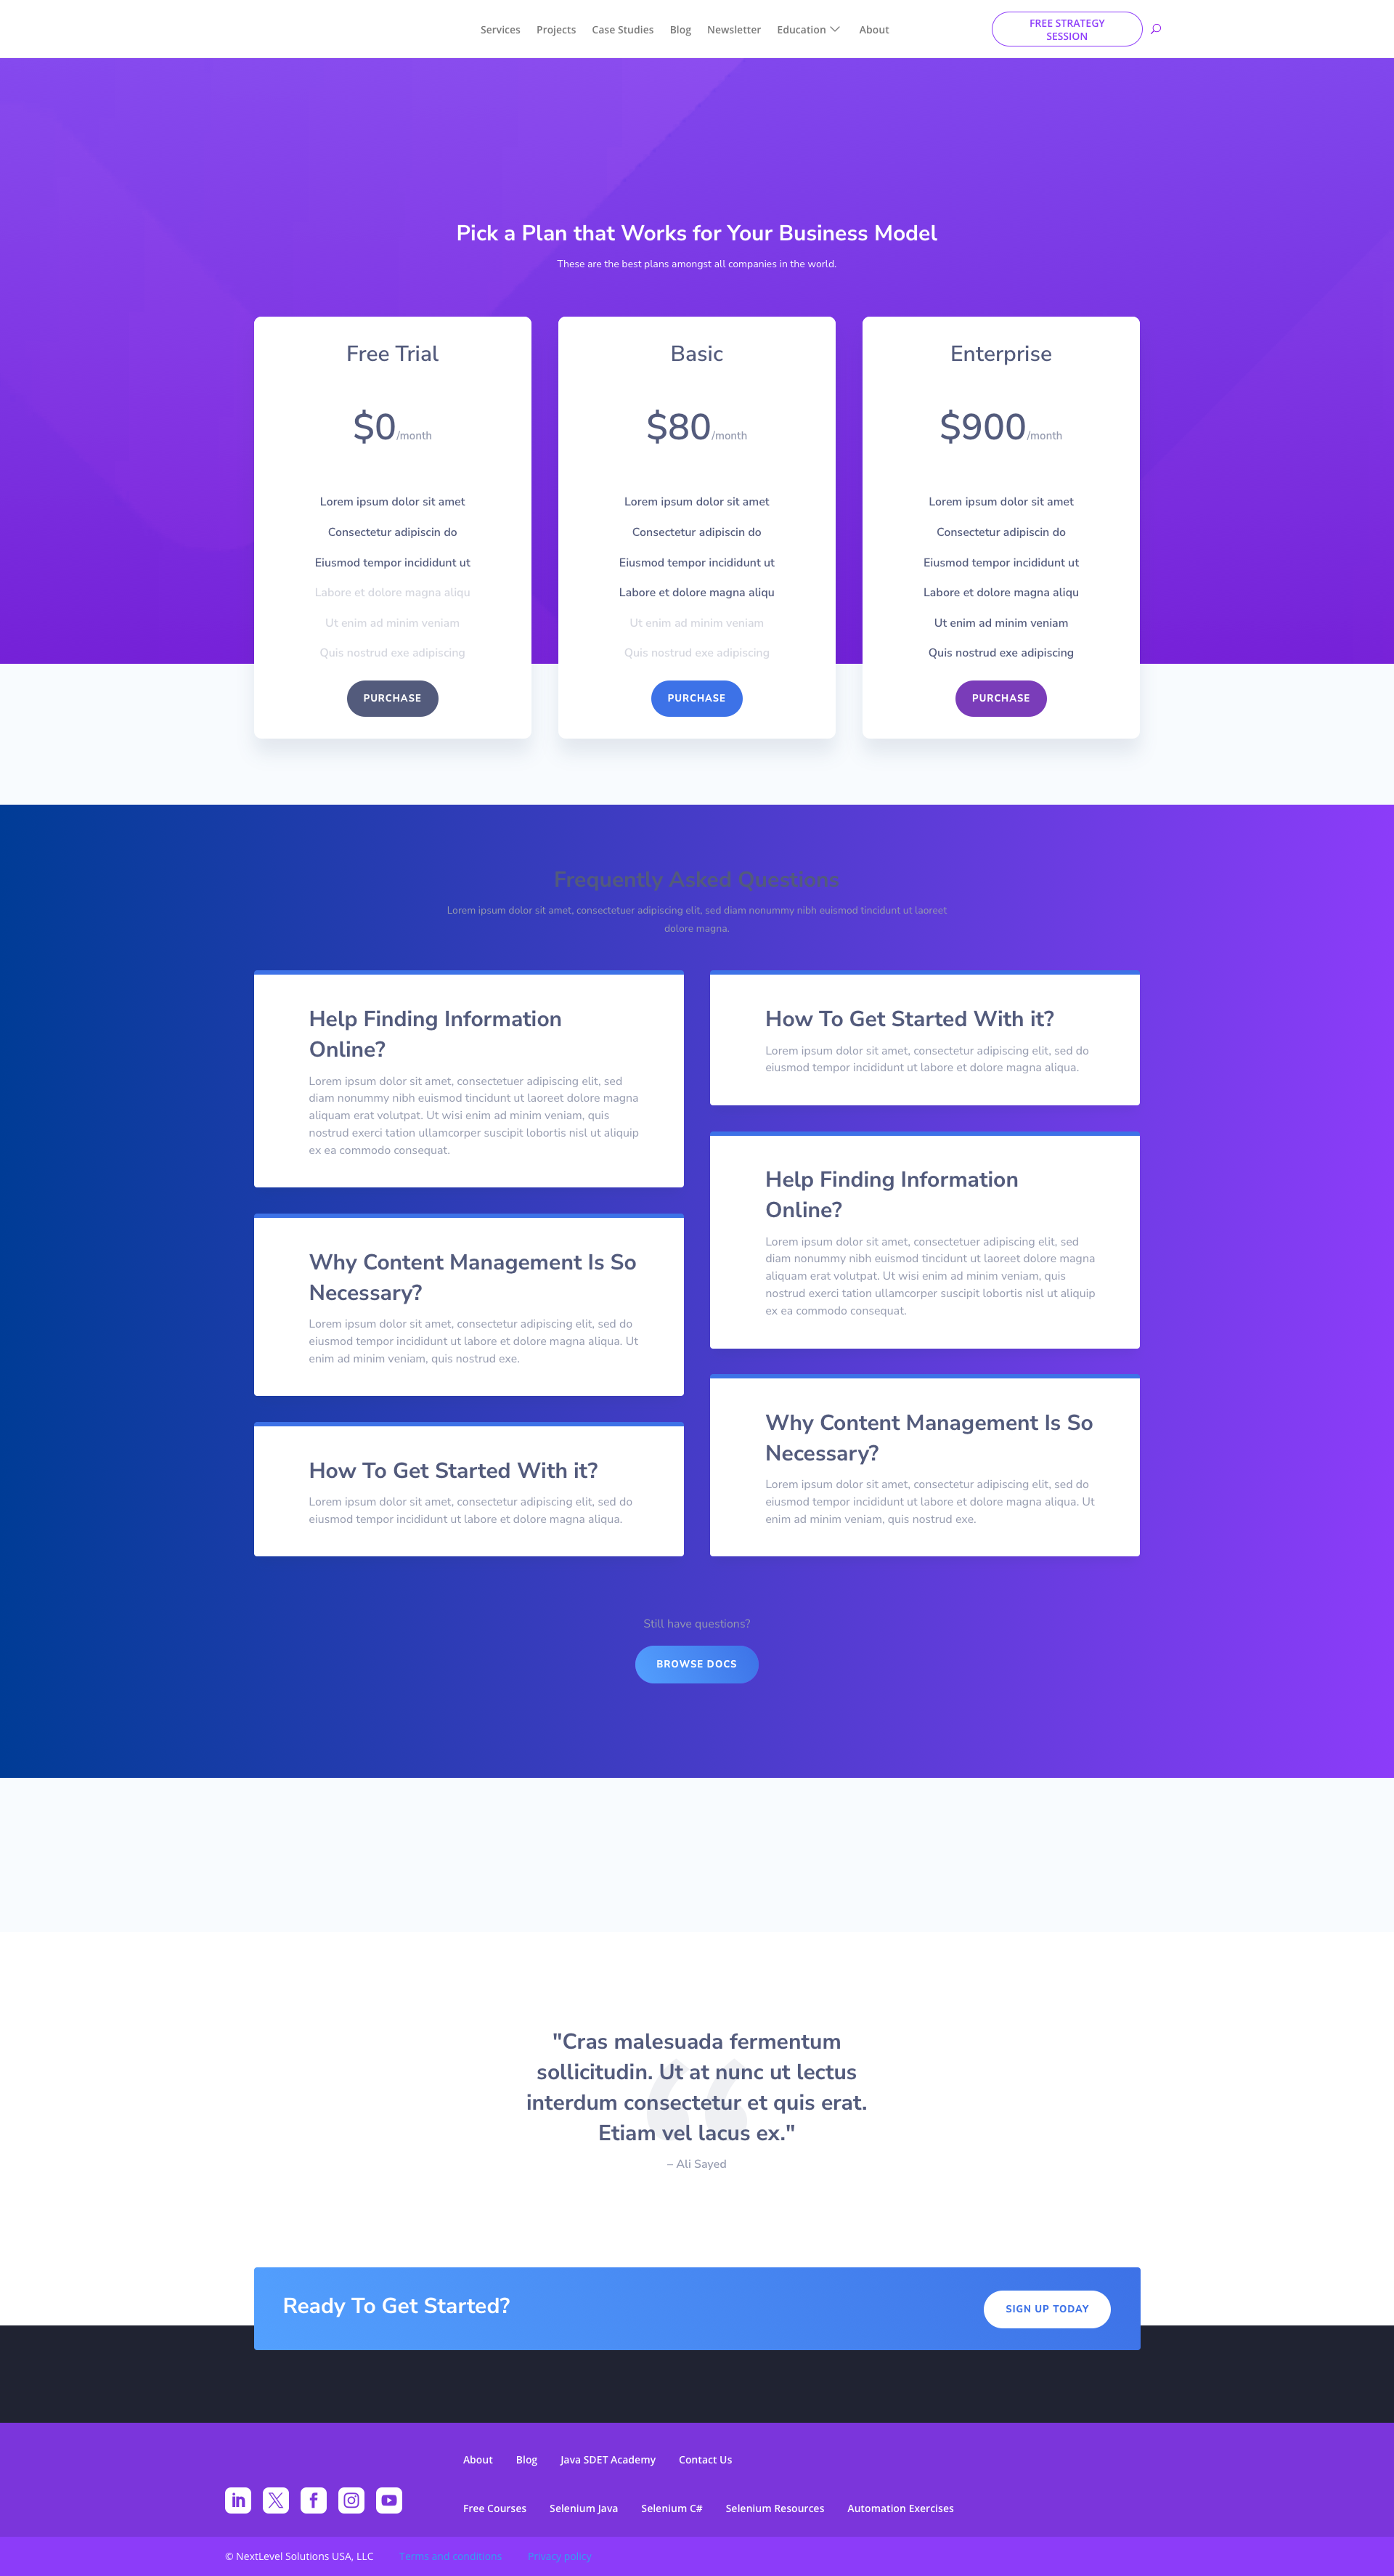 Services Projects Case Studies Blog Newsletter Education About
FREE STRATEGY
SESSION
Pick a Plan that Works for Your Business Model
These are the best plans amongst all companies in the world.
Free Trial
$0/month
Lorem ipsum dolor sit amet
Consectetur adipiscin do
Eiusmod tempor incididunt ut
Labore et dolore magna aliqu
Ut enim ad minim veniam
Quis nostrud exe adipiscing
PURCHASE
Basic
$80/month
Lorem ipsum dolor sit amet
Consectetur adipiscin do
Eiusmod tempor incididunt ut
Labore et dolore magna aliqu
Ut enim ad minim veniam
Quis nostrud exe adipiscing
PURCHASE
Enterprise
$900/month
Lorem ipsum dolor sit amet
Consectetur adipiscin do
Eiusmod tempor incididunt ut
Labore et dolore magna aliqu
Ut enim ad minim veniam
Quis nostrud exe adipiscing
PURCHASE
Frequently Asked Questions
Lorem ipsum dolor sit amet, consectetuer adipiscing elit, sed diam nonummy nibh euismod tincidunt ut laoreet
dolore magna.
Help Finding Information
Online?
Lorem ipsum dolor sit amet, consectetuer adipiscing elit, sed
diam nonummy nibh euismod tincidunt ut laoreet dolore magna
aliquam erat volutpat. Ut wisi enim ad minim veniam, quis
nostrud exerci tation ullamcorper suscipit lobortis nisl ut aliquip
ex ea commodo consequat.
Why Content Management Is So
Necessary?
Lorem ipsum dolor sit amet, consectetur adipiscing elit, sed do
eiusmod tempor incididunt ut labore et dolore magna aliqua. Ut
enim ad minim veniam, quis nostrud exe.
How To Get Started With it?
Lorem ipsum dolor sit amet, consectetur adipiscing elit, sed do
eiusmod tempor incididunt ut labore et dolore magna aliqua.
How To Get Started With it?
Lorem ipsum dolor sit amet, consectetur adipiscing elit, sed do
eiusmod tempor incididunt ut labore et dolore magna aliqua.
Help Finding Information
Online?
Lorem ipsum dolor sit amet, consectetuer adipiscing elit, sed
diam nonummy nibh euismod tincidunt ut laoreet dolore magna
aliquam erat volutpat. Ut wisi enim ad minim veniam, quis
nostrud exerci tation ullamcorper suscipit lobortis nisl ut aliquip
ex ea commodo consequat.
Why Content Management Is So
Necessary?
Lorem ipsum dolor sit amet, consectetur adipiscing elit, sed do
eiusmod tempor incididunt ut labore et dolore magna aliqua. Ut
enim ad minim veniam, quis nostrud exe.
Still have questions?
BROWSE DOCS
"Cras malesuada fermentum
sollicitudin. Ut at nunc ut lectus
interdum consectetur et quis erat.
Etiam vel lacus ex."
– Ali Sayed
Ready To Get Started?
SIGN UP TODAY
About Blog Java SDET Academy Contact Us
Free Courses Selenium Java Selenium C# Selenium Resources Automation Exercises
© NextLevel Solutions USA, LLC Terms and conditions Privacy policy